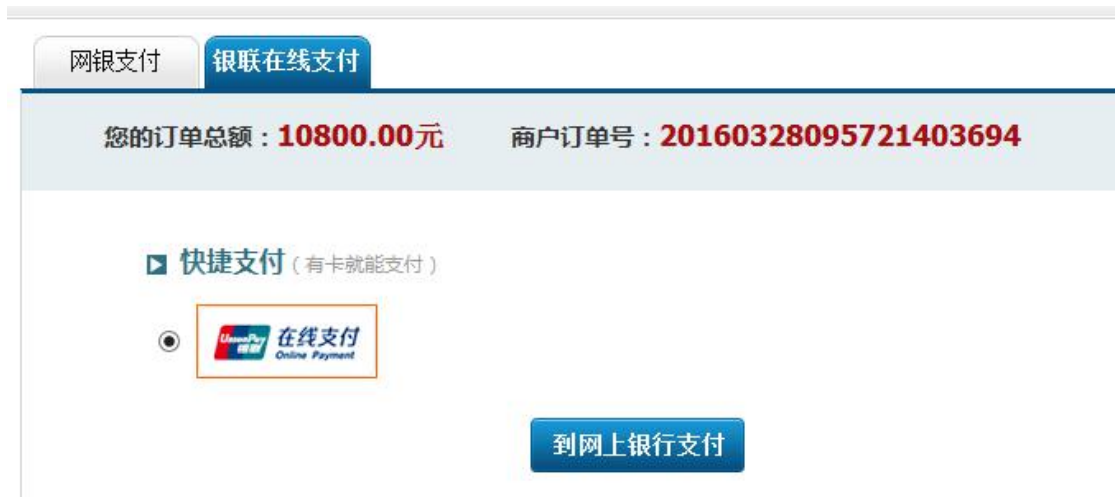 网银支付 银联在线支付
您的订单总额：10800.00元 商户订单号：20160328095721403694
快捷支付（有卡就能支付）
UnionPy 银联 在线支付
Online Payment
到网上银行支付